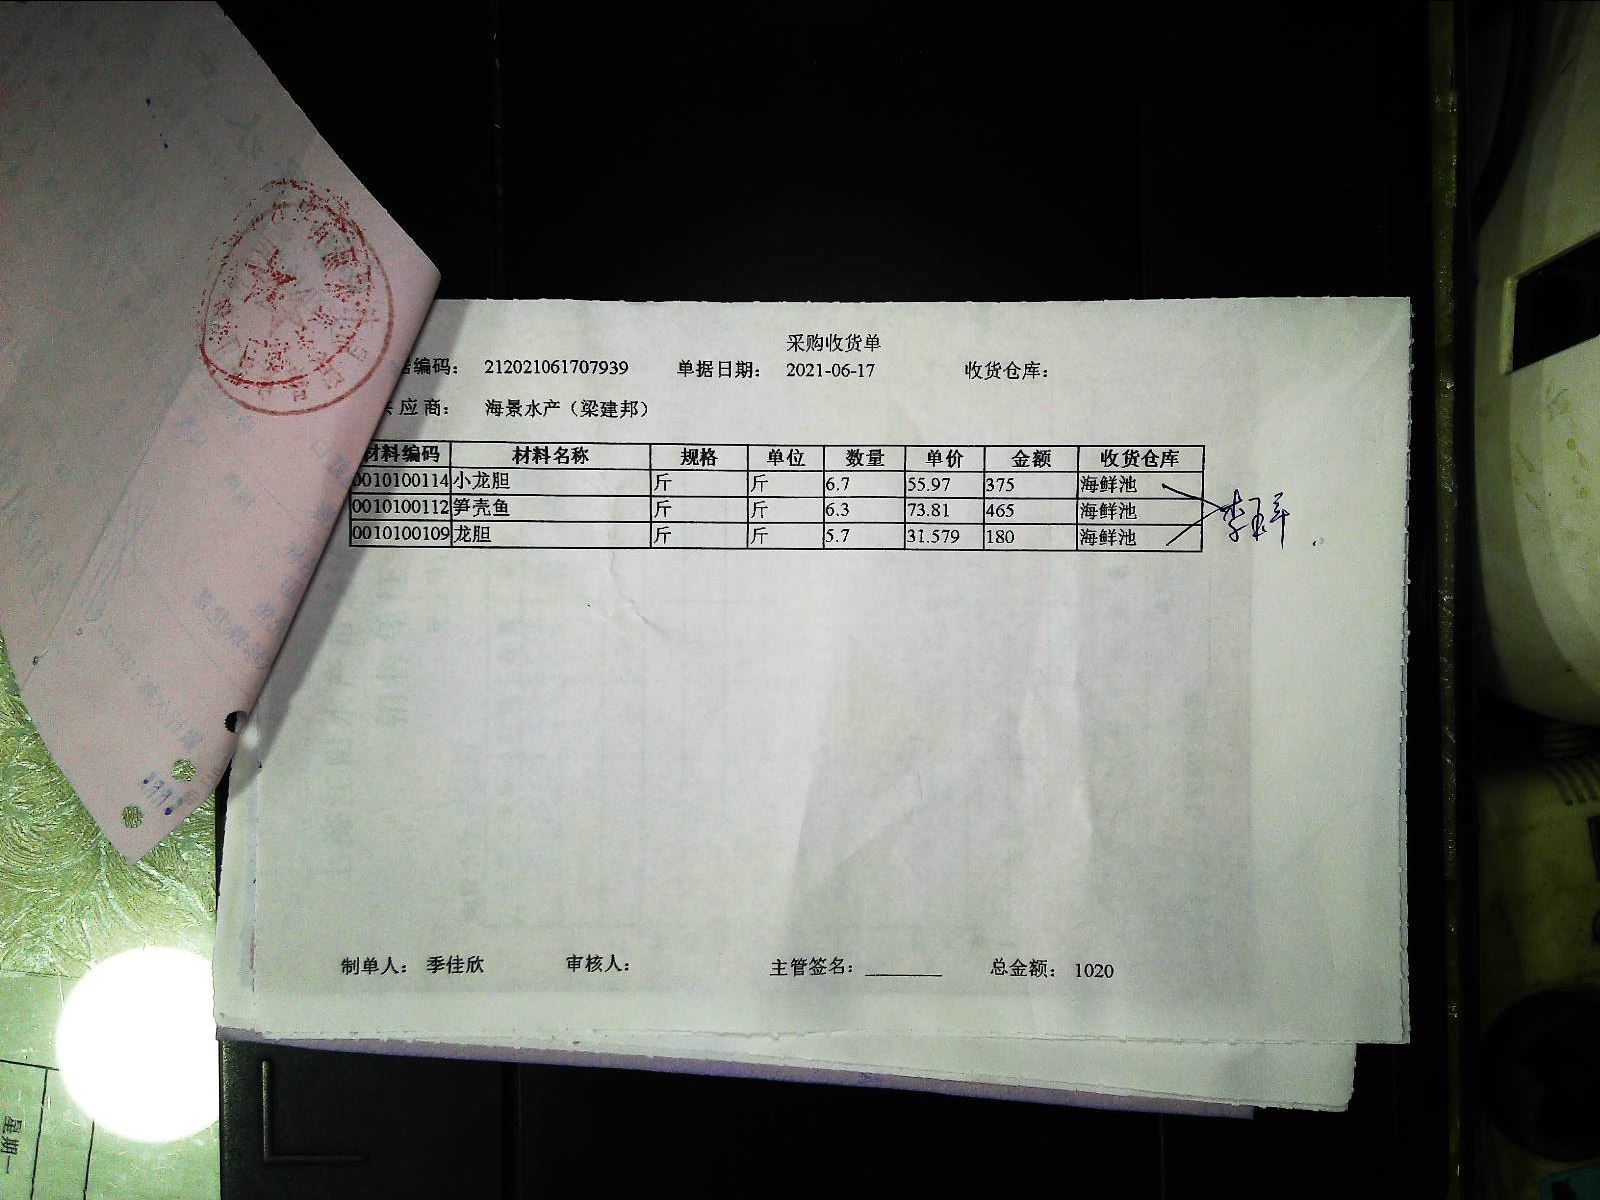 采购收货单
编码： 212021061707939 单据日期： 2021-06-17 收货仓库：
应商： 海景水产（梁建邦）
材料编码 材料名称 规格 单位 数量 单价 金额 收货仓库
0010100114 小龙胆 斤 斤 6.7 55.97 375 海鲜池
0010100112 笋壳鱼 斤 斤 6.3 73.81 465 海鲜池
0010100109 龙胆 斤 斤 5.7 31.579 180 海鲜池
制单人： 季佳欣 审核人： 主管签名： 总金额： 1020
星期一